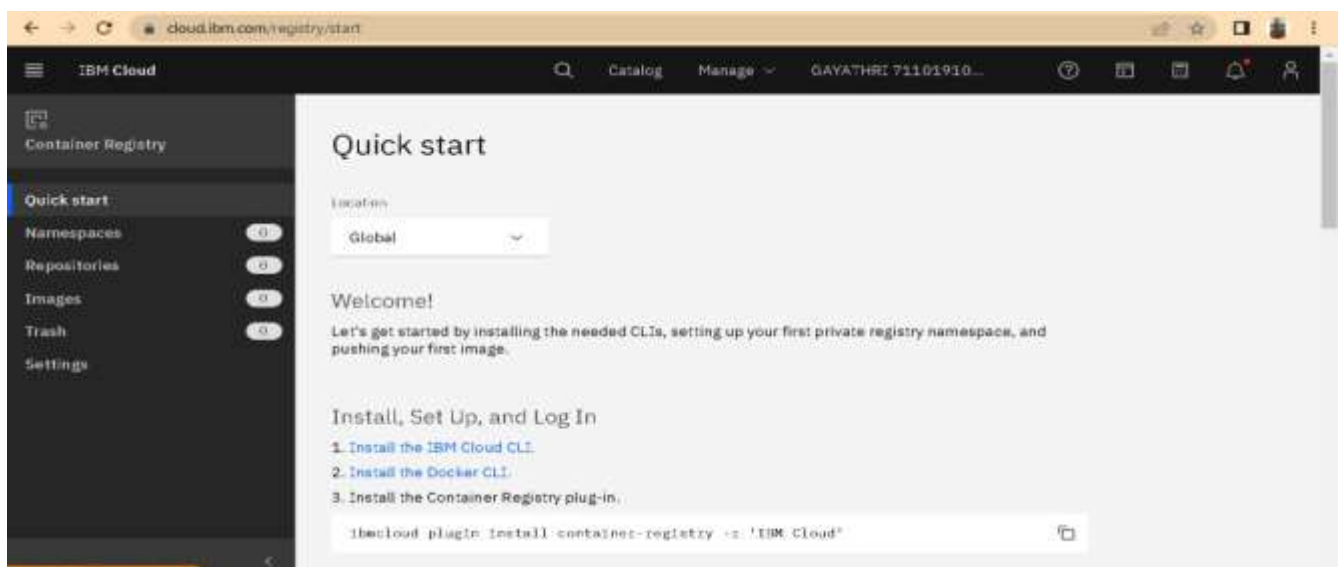 cloud.ibm.com/registry/start
IBM Cloud
Catalog
Manage
GAYATHRI 71101910...
Container Registry
Quick start
Namespaces
0
Repositories
0
Images
0
Trash
0
Settings
Quick start
Location
Global
Welcome!
Let's get started by installing the needed CLIs, setting up your first private registry namespace, and
pushing your first image.
Install, Set Up, and Log In
1. Install the IBM Cloud CLI.
2. Install the Docker CLI.
3. Install the Container Registry plug-in.
ibmcloud plugin install container-registry -r 'IBM Cloud'